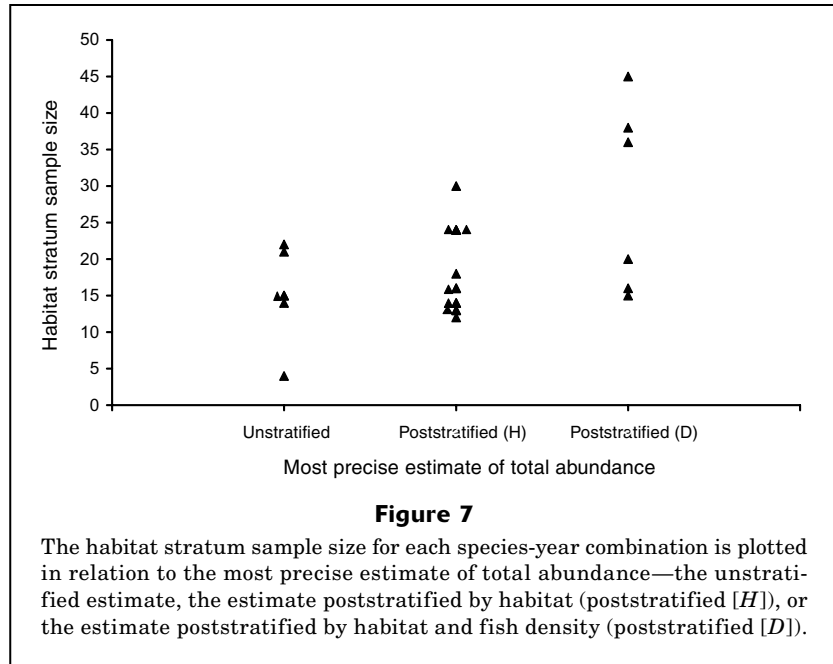 50
45
40
35
30
25
20
15
10
5
0
Habitat stratum sample size
Unstratified Poststratified (H) Poststratified (D)
Most precise estimate of total abundance
Figure 7
The habitat stratum sample size for each species-year combination is plotted
in relation to the most precise estimate of total abundance—the unstrati-
fied estimate, the estimate poststratified by habitat (poststratified [H]), or
the estimate poststratified by habitat and fish density (poststratified [D]).